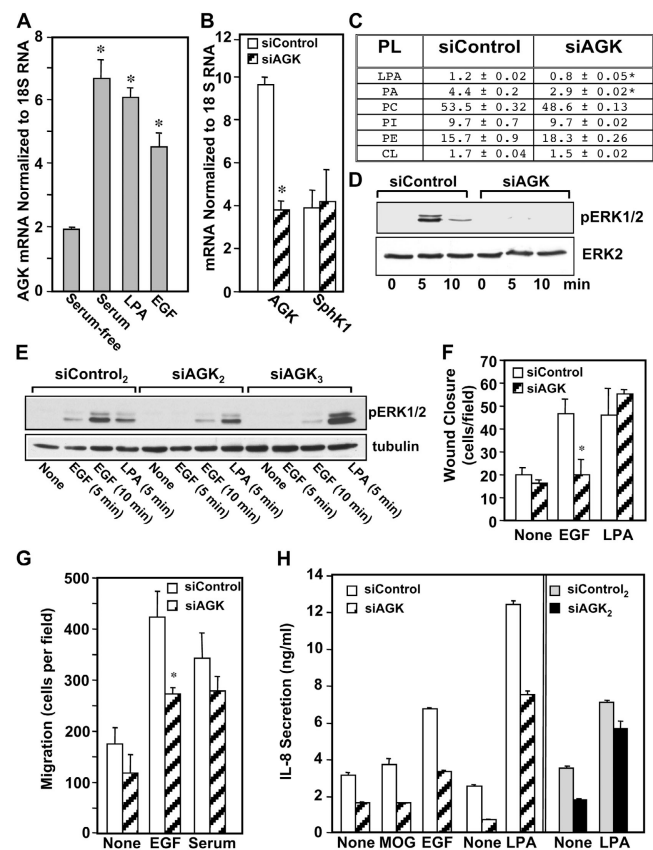 A
AGK mRNA Normalized to 18S RNA
8
6
4
2
0
*
*
*
Serum-free
Serum
LPA
EGF
B
siControl
siAGK
mRNA Normalized to 18 S RNA
12
10
8
6
4
2
0
*
AGK
SphK1
C
PL siControl siAGK
LPA 1.2 ± 0.02 0.8 ± 0.05*
PA 4.4 ± 0.2 2.9 ± 0.02*
PC 53.5 ± 0.32 48.6 ± 0.13
PI 9.7 ± 0.7 9.7 ± 0.02
PE 15.7 ± 0.9 18.3 ± 0.26
CL 1.7 ± 0.04 1.5 ± 0.02
D
siControl siAGK
pERK1/2
ERK2
0 5 10 0 5 10 min
E
siControl2 siAGK2 siAGK3
pERK1/2
tubulin
None
EGF (5 min)
EGF (10 min)
LPA (5 min)
None
EGF (5 min)
EGF (10 min)
LPA (5 min)
None
EGF (5 min)
EGF (10 min)
LPA (5 min)
F
siControl
siAGK
Wound Closure
(cells/field)
70
60
50
40
30
20
10
0
*
None EGF LPA
G
siControl
siAGK
Migration (cells per field)
500
400
300
200
100
0
*
None EGF Serum
H
siControl
siAGK
siControl2
siAGK2
IL-8 Secretion (ng/ml)
14
12
10
8
6
4
2
0
None MOG EGF None LPA None LPA